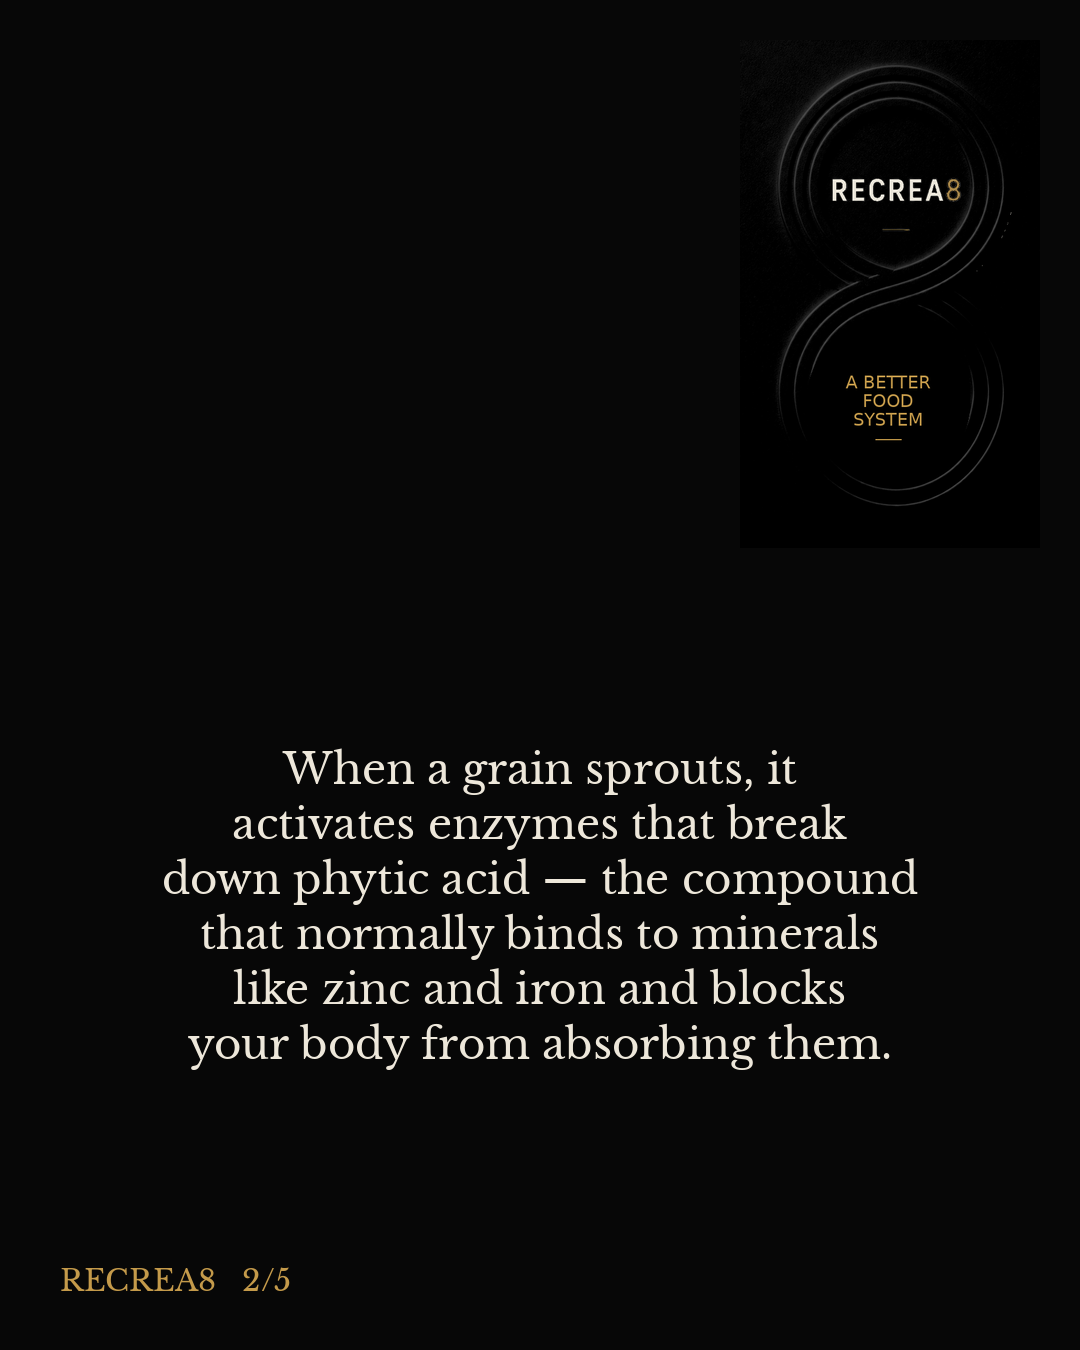 RECREA8
A BETTER
FOOD
SYSTEM
When a grain sprouts, it
activates enzymes that break
down phytic acid — the compound
that normally binds to minerals
like zinc and iron and blocks
your body from absorbing them.
RECREA8 2/5